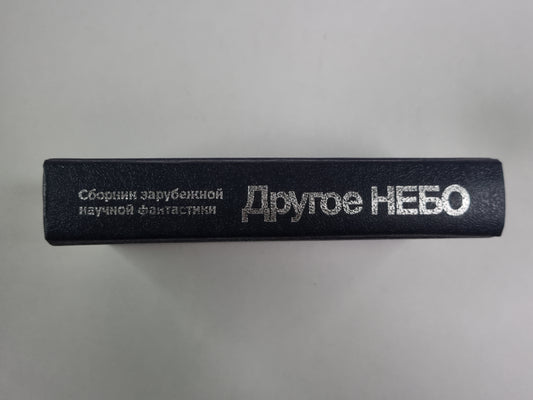 Сборник зарубежной
научной фантастики
Другое НЕБО